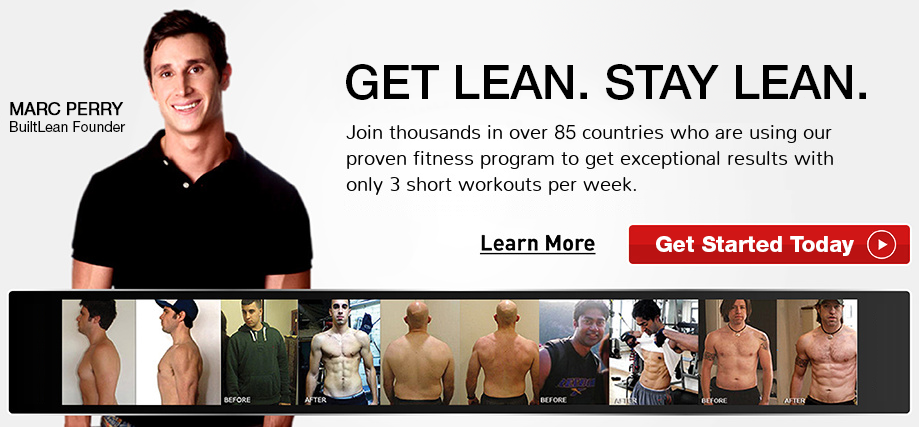 MARC PERRY
BuiltLean Founder
GET LEAN. STAY LEAN.
Join thousands in over 85 countries who are using our
proven fitness program to get exceptional results with
only 3 short workouts per week.
Learn More
Get Started Today
BEFORE
AFTER
BEFORE
AFTER
BEFORE
AFTER